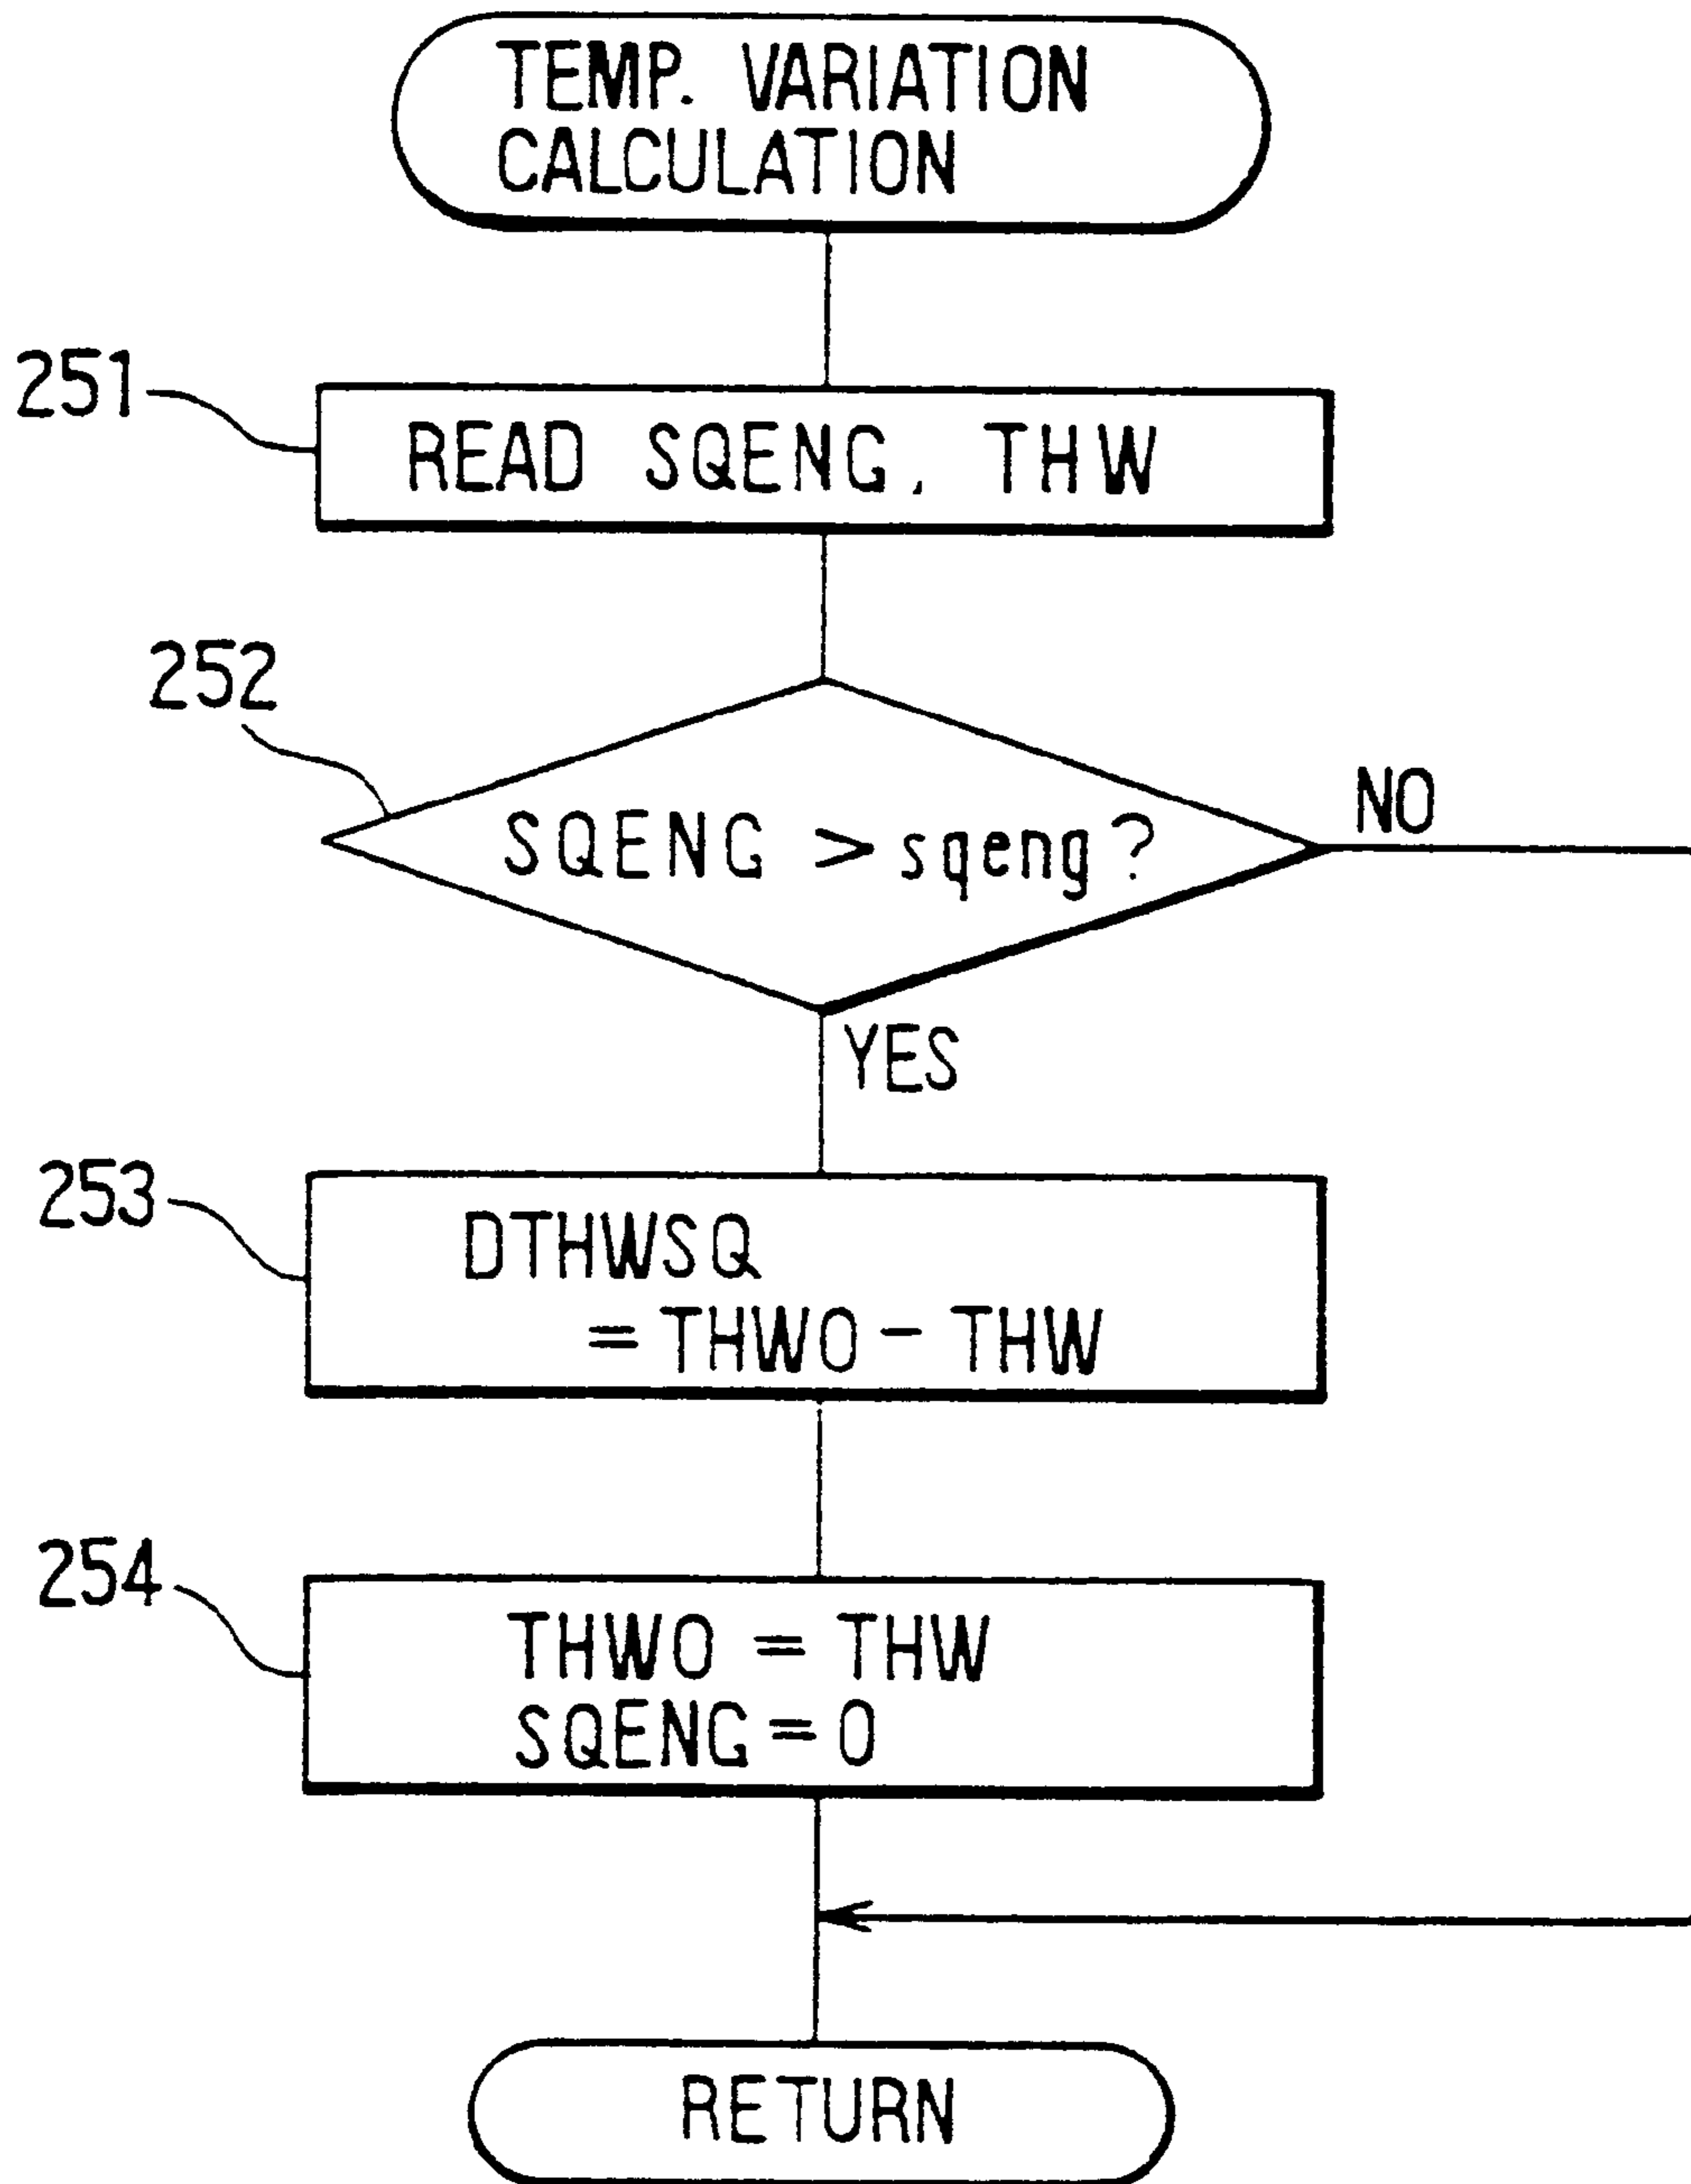 TEMP. VARIATION
CALCULATION
251
READ SQENG, THW
252
SQENG > sqeng ?
NO
YES
253
DTHWSQ
= THWO - THW
254
THWO = THW
SQENG = 0
RETURN